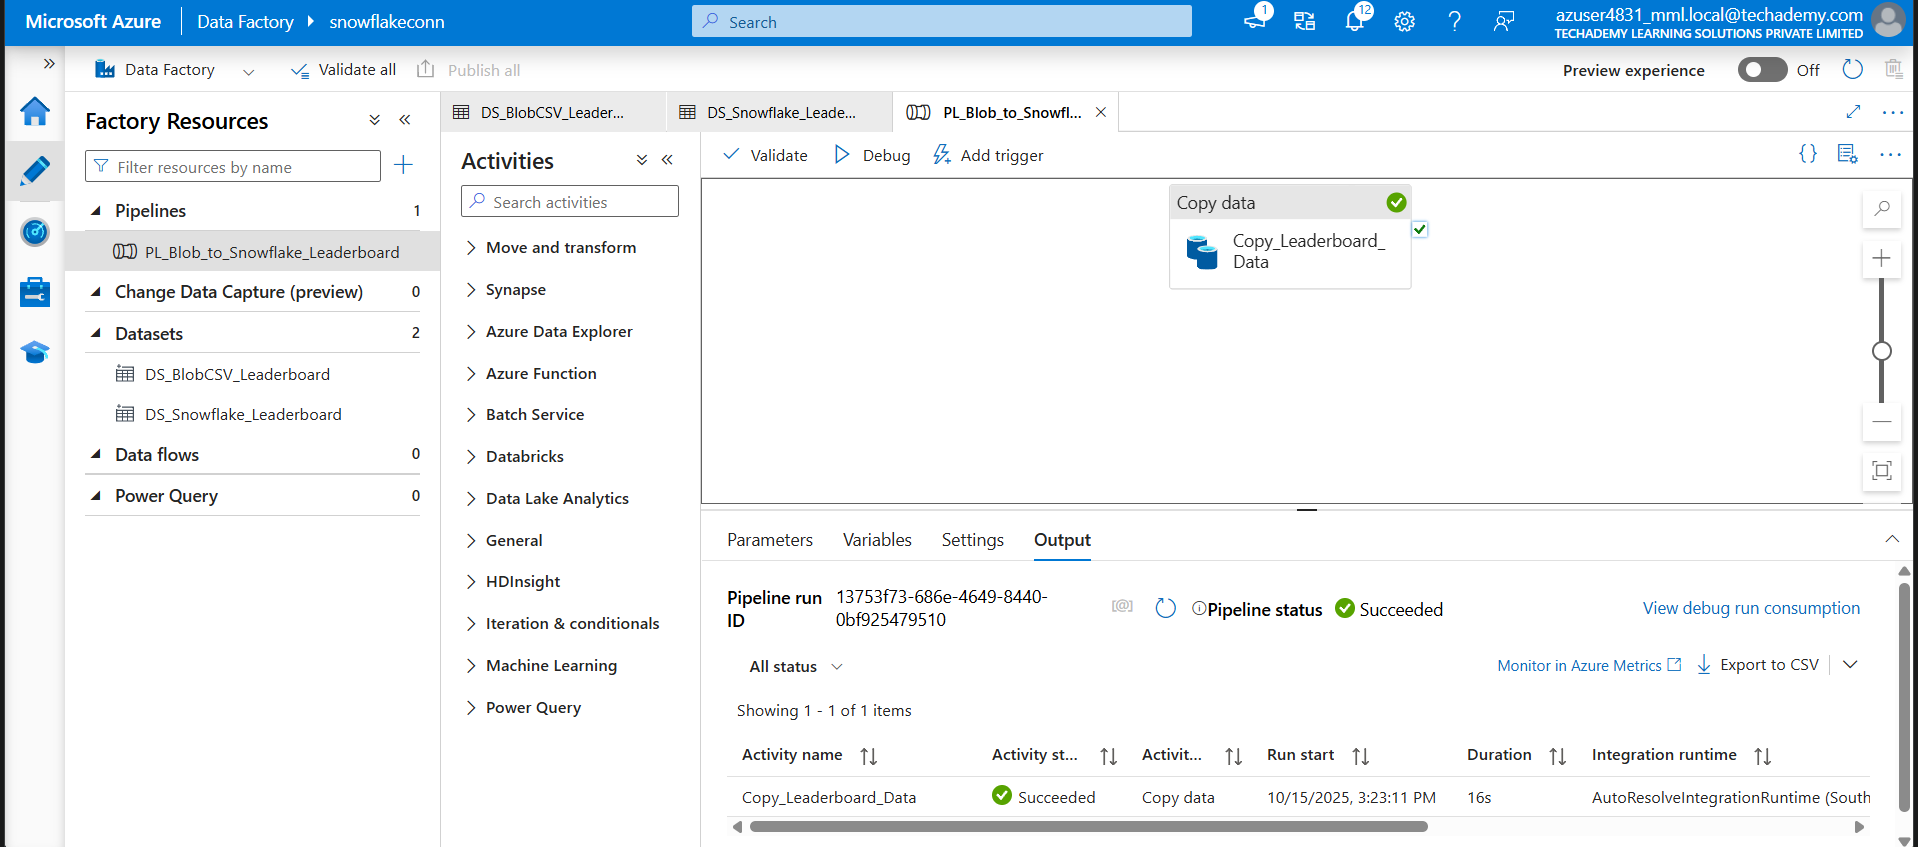 Microsoft Azure
Data Factory
snowflakeconn
Search
1
12
azuser4831_mml.local@techademy.com
TECHADEMY LEARNING SOLUTIONS PRIVATE LIMITED
Data Factory
Validate all
Publish all
Preview experience
Off
Factory Resources
Filter resources by name
Pipelines 1
PL_Blob_to_Snowflake_Leaderboard
Change Data Capture (preview) 0
Datasets 2
DS_BlobCSV_Leaderboard
DS_Snowflake_Leaderboard
Data flows 0
Power Query 0
DS_BlobCSV_Leader...
DS_Snowflake_Leade...
PL_Blob_to_Snowfl...
Activities
Search activities
Move and transform
Synapse
Azure Data Explorer
Azure Function
Batch Service
Databricks
Data Lake Analytics
General
HDInsight
Iteration & conditionals
Machine Learning
Power Query
Validate
Debug
Add trigger
Copy data
Copy_Leaderboard_
Data
Parameters
Variables
Settings
Output
Pipeline run
ID
13753f73-686e-4649-8440-
0bf925479510
Pipeline status
Succeeded
View debug run consumption
All status
Monitor in Azure Metrics
Export to CSV
Showing 1 - 1 of 1 items
Activity name Activity st... Activit... Run start Duration Integration runtime
Copy_Leaderboard_Data Succeeded Copy data 10/15/2025, 3:23:11 PM 16s AutoResolveIntegrationRuntime (South